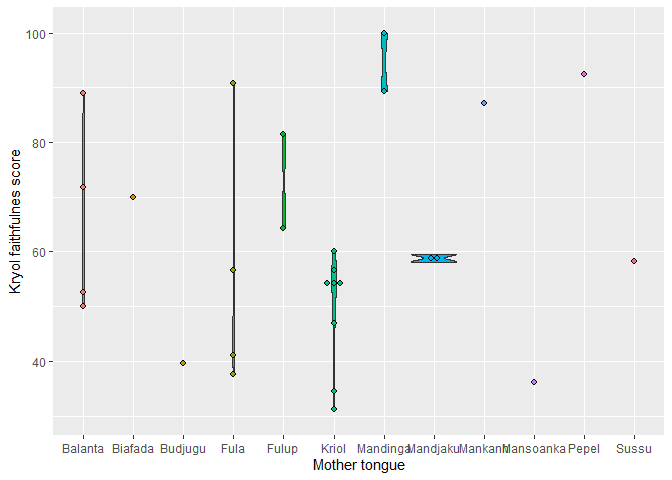 Kryol faithfulnes score
100
80
60
40
Balanta Biafada Budjugu Fula Fulup Kriol Mandinga Mandjaku Mankanh Mansoanka Pepel Sussu
Mother tongue